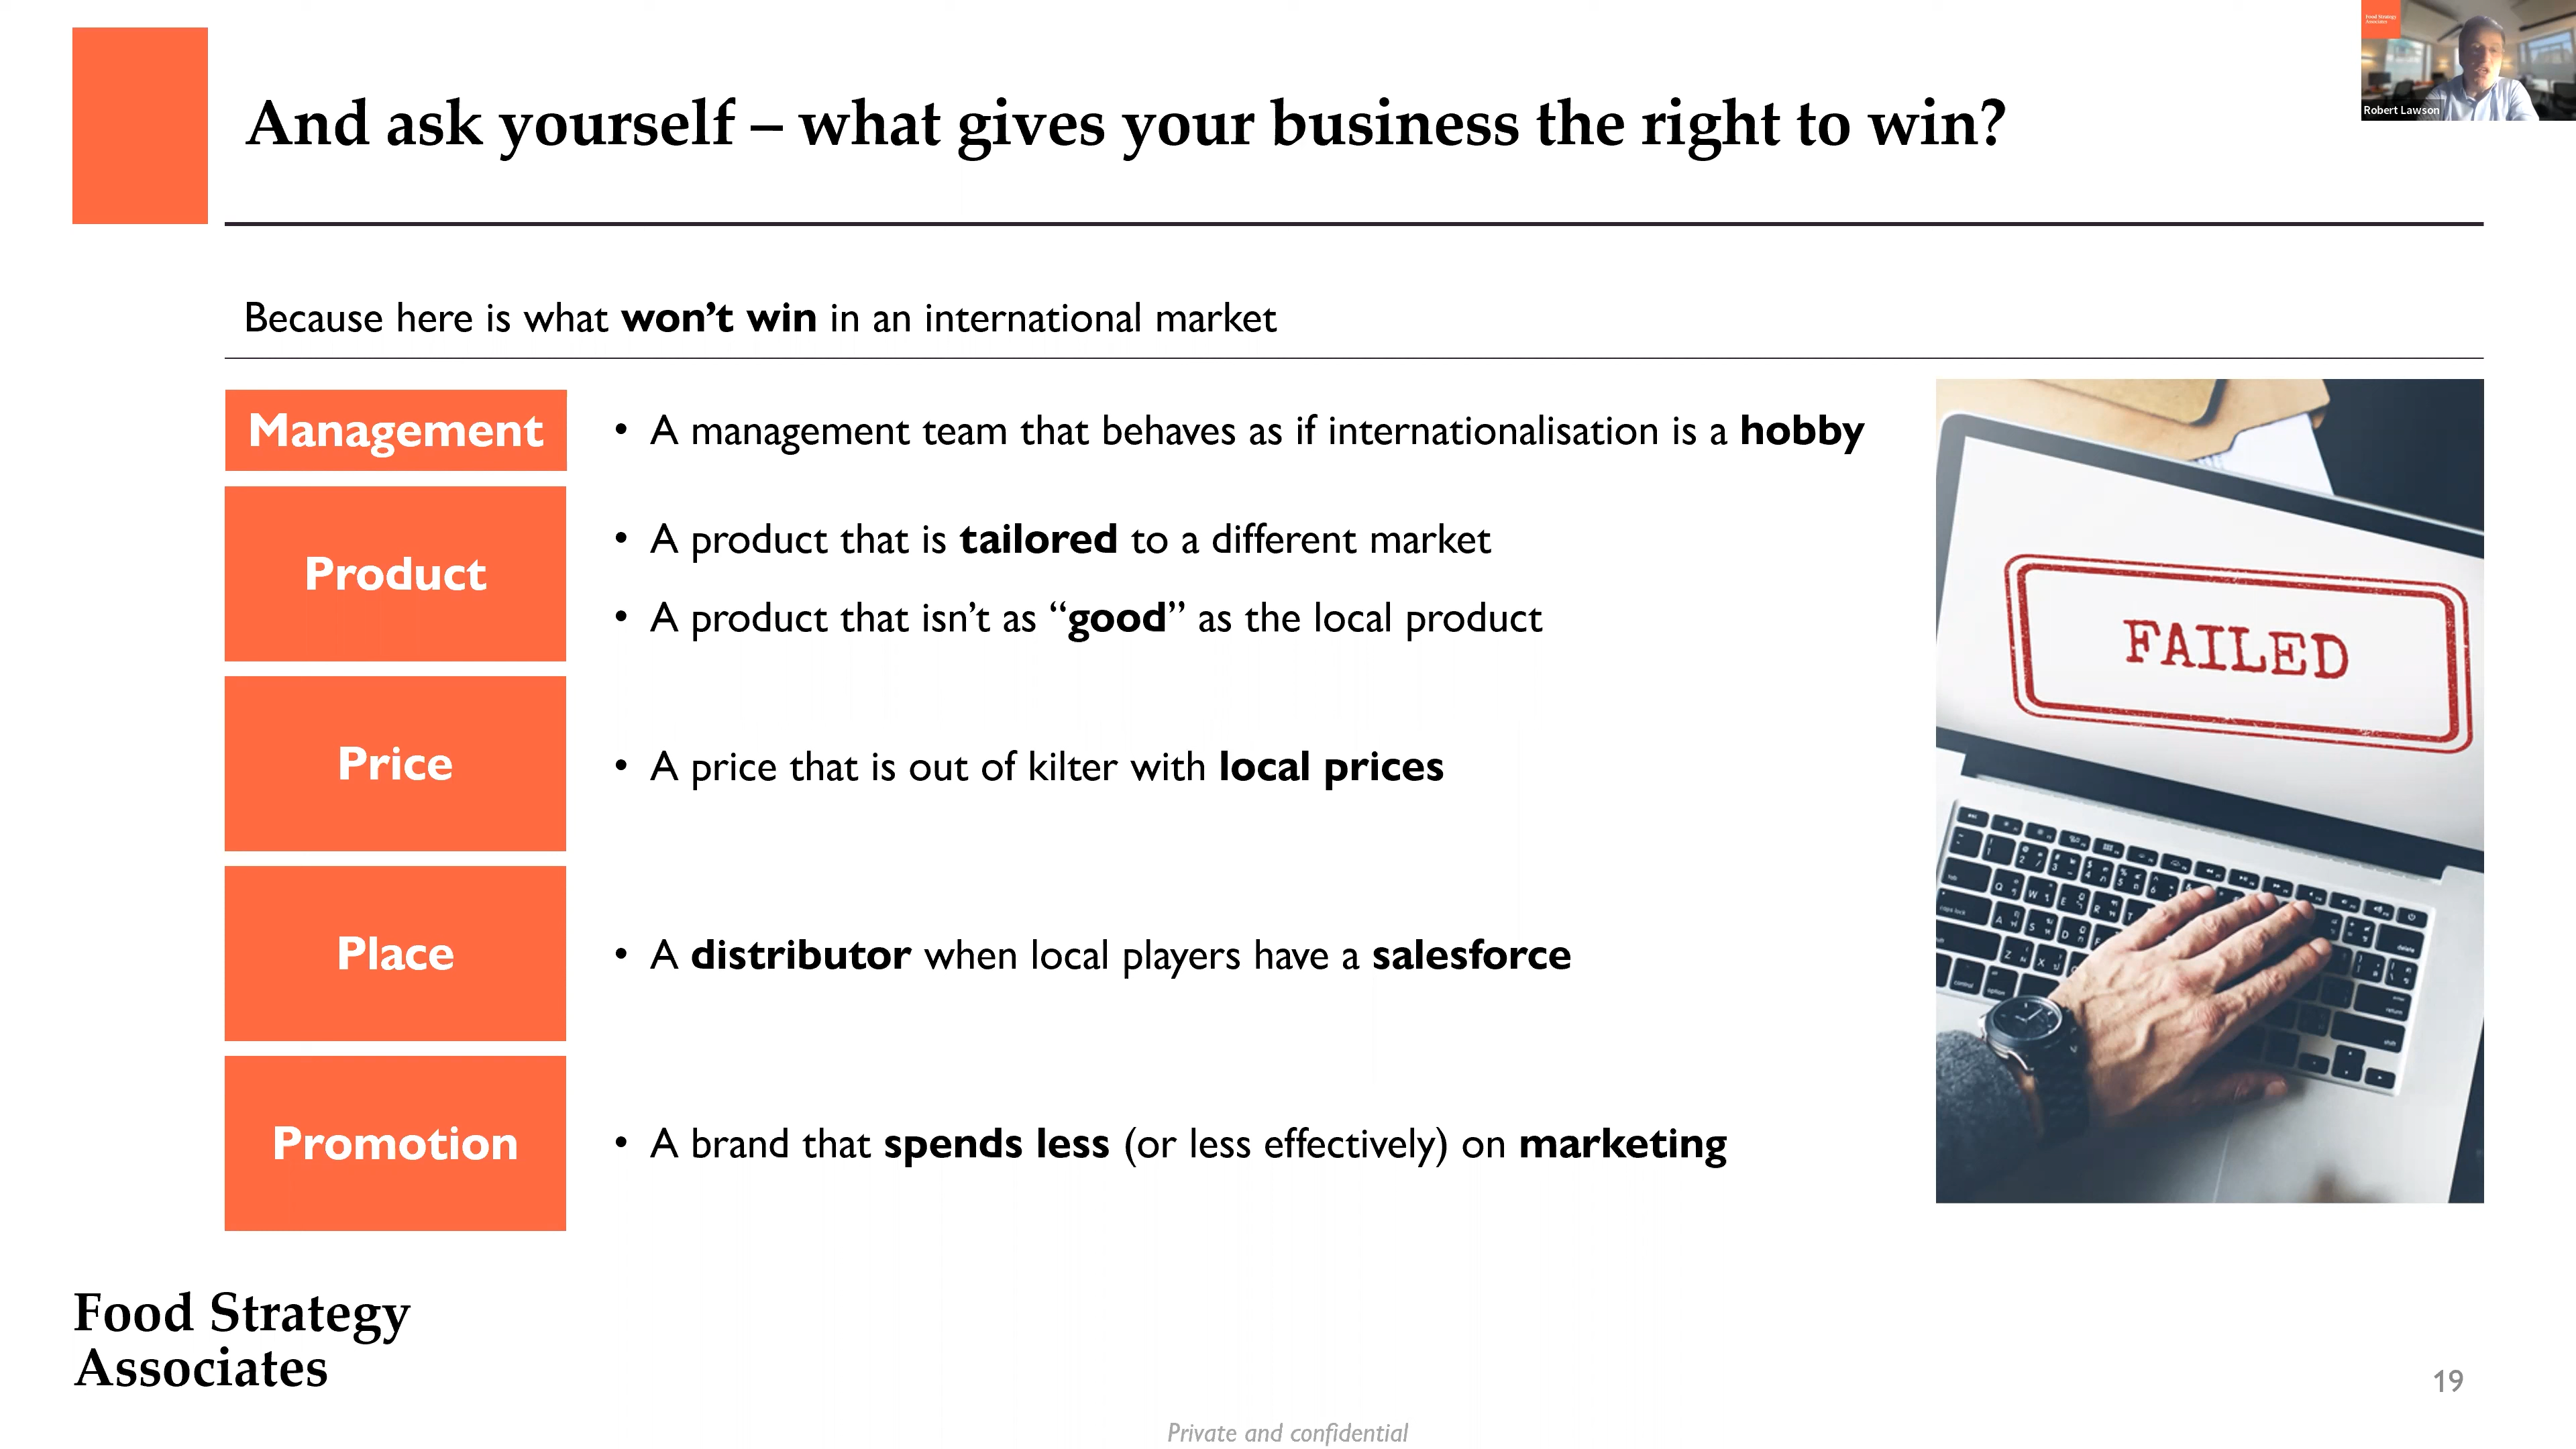 And ask yourself – what gives your business the right to win?
Food Strategy
Associates
Robert Lawson
Because here is what won’t win in an international market
Management
• A management team that behaves as if internationalisation is a hobby
Product
• A product that is tailored to a different market
• A product that isn’t as “good” as the local product
Price
• A price that is out of kilter with local prices
Place
• A distributor when local players have a salesforce
Promotion
• A brand that spends less (or less effectively) on marketing
FAILED
Food Strategy
Associates
19
Private and confidential